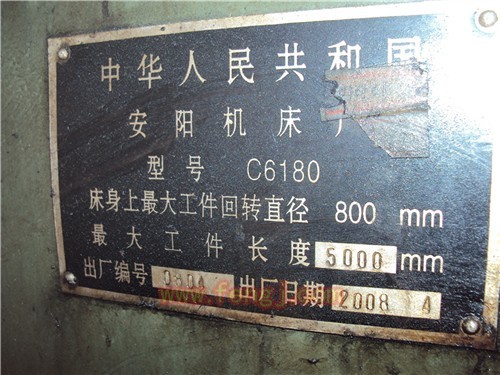 中华人民共和国
安阳机床厂
型号 C6180
床身上最大工件回转直径 800 mm
最大工件长度 5000 mm
出厂编号 0804 出厂日期 2008 4